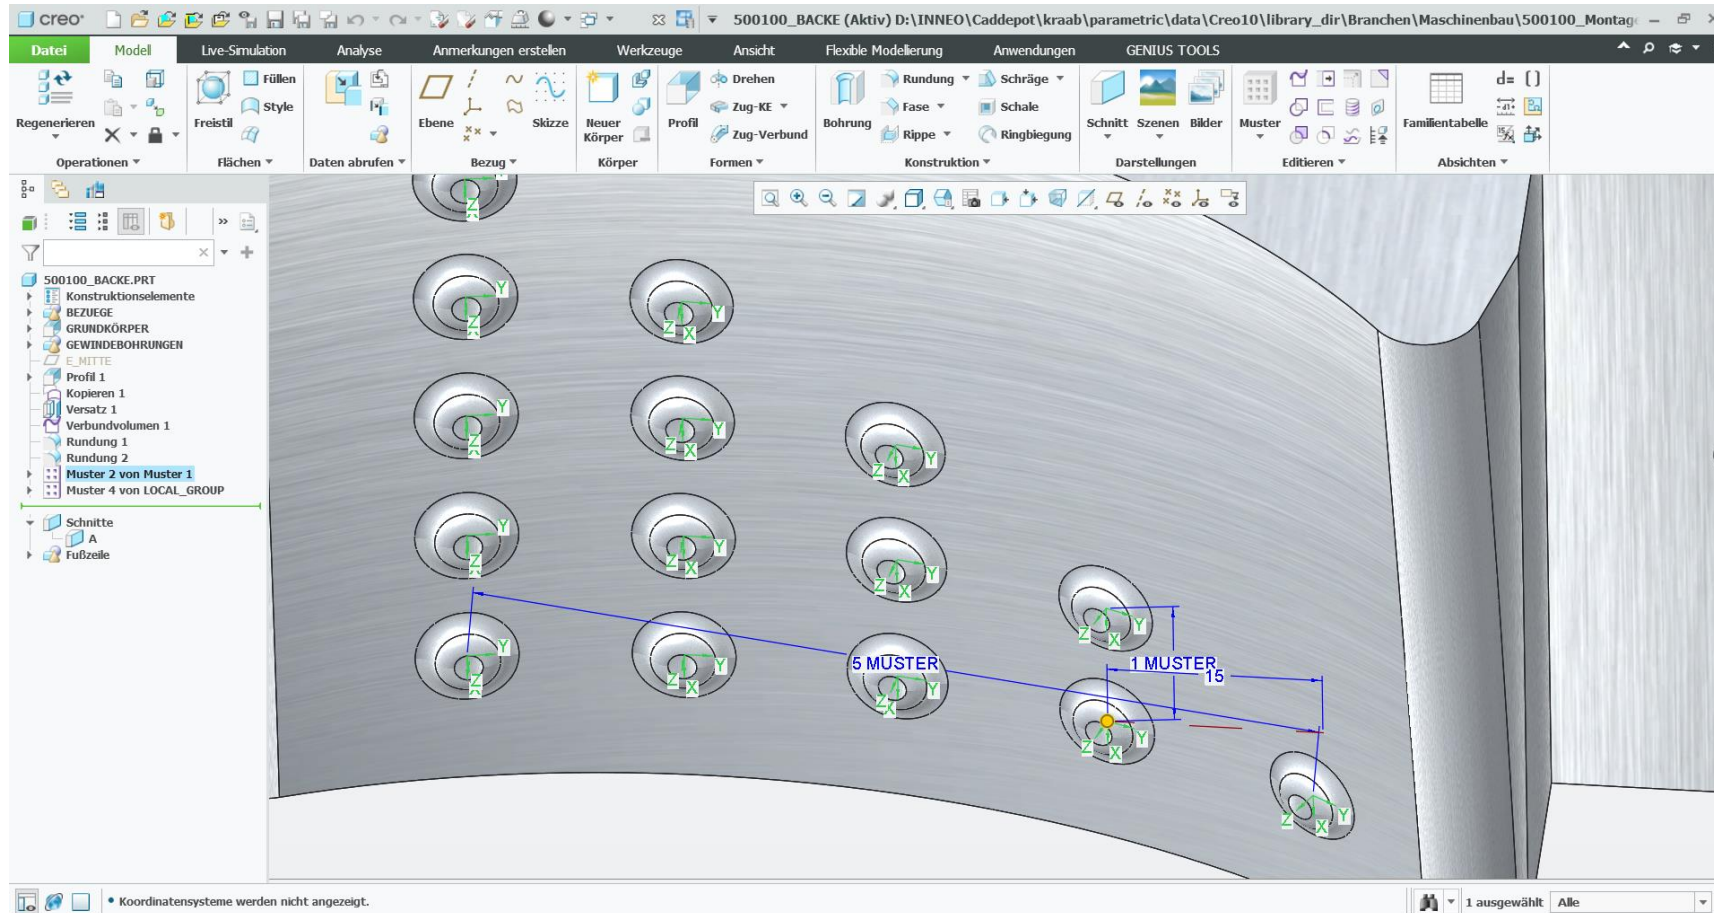 creo®
500100_BACKE (Aktiv) D:\INNEO\Caddepot\kraab\parametric\data\Creo10\library_dir\Branchen\Maschinenbau\500100_Montag
Datei Modell Live-Simulation Analyse Anmerkungen erstellen Werkzeuge Ansicht Flexible Modellierung Anwendungen GENIUS TOOLS
Regenerieren
Operationen
Freistil
Füllen
Style
Flächen
Daten abrufen
Ebene
Skizze
Bezug
Neuer
Körper
Körper
Profil
Drehen
Zug-KE
Zug-Verbund
Formen
Bohrung
Rundung
Fase
Rippe
Schräge
Schale
Ringbiegung
Konstruktion
Schnitt
Szenen
Bilder
Darstellungen
Muster
Editieren
Familientabelle
d=
Absichten
500100_BACKE.PRT
Konstruktionselemente
BEZUEGE
GRUNDKÖRPER
GEWINDEBOHRUNGEN
E_MITTE
Profil 1
Kopieren 1
Versatz 1
Verbundvolumen 1
Rundung 1
Rundung 2
Muster 2 von Muster 1
Muster 4 von LOCAL_GROUP
Schnitte
A
Fußzeile
Z
Y Z
Y Z X
Y Z
Y Z X
Y Z X
Y Z
Y Z X
Y Z X
Y Z X
Y Z
Y
Y Z X
Y Z X
Y Z X
5 MUSTER
1 MUSTER
15
• Koordinatensysteme werden nicht angezeigt.
1 ausgewählt
Alle